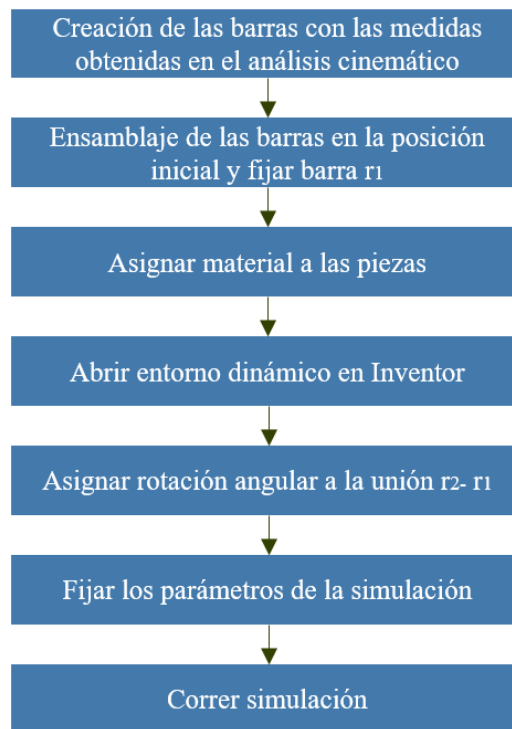 Creación de las barras con las medidas
obtenidas en el análisis cinemático
Ensamblaje de las barras en la posición
inicial y fijar barra r1
Asignar material a las piezas
Abrir entorno dinámico en Inventor
Asignar rotación angular a la unión r2- r1
Fijar los parámetros de la simulación
Correr simulación